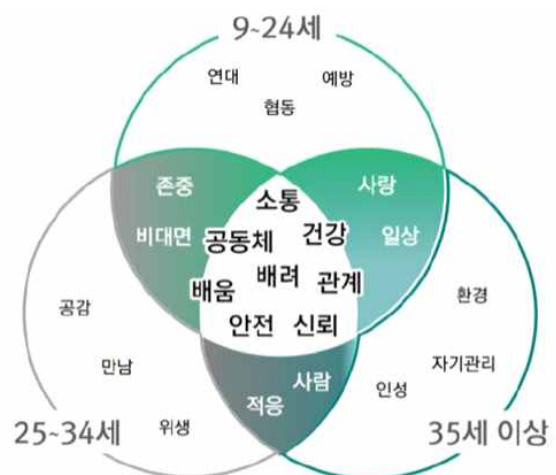 9~24세
연대 예방
협동
존중 사랑
소통
비대면 공동체 건강 일상
배움 배려 관계
공감 환경
안전 신뢰
만남 사람 자기관리
적응 인성
25~34세 위생 35세 이상